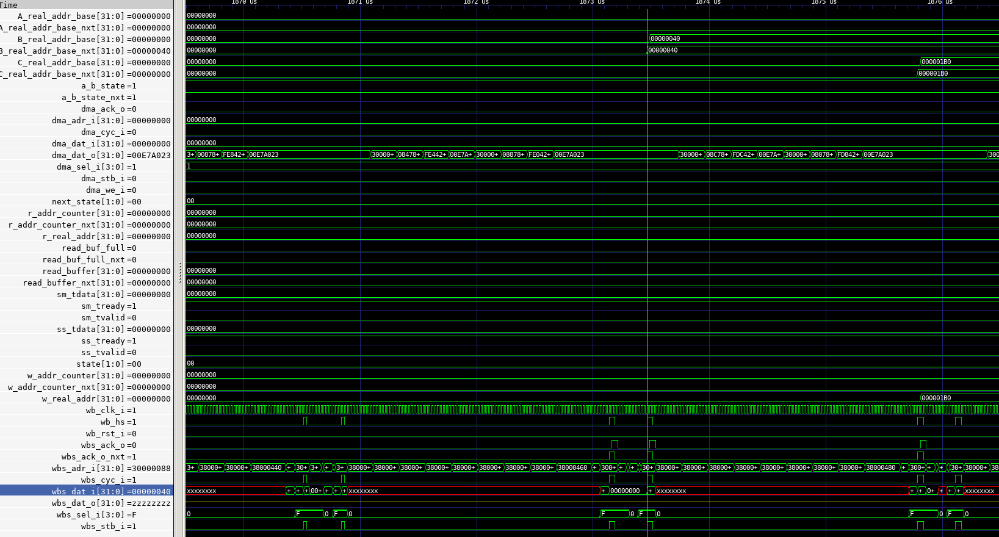 Time 1870 us 1871 us 1872 us 1873 us 1874 us 1875 us 1876 us
A_real_addr_base[31:0]=00000000 00000000
A_real_addr_base_nxt[31:0]=00000000 00000000
B_real_addr_base[31:0]=00000000 00000000 00000040
B_real_addr_base_nxt[31:0]=00000040 00000000 00000040
C_real_addr_base[31:0]=00000000 00000000 000001B0
C_real_addr_base_nxt[31:0]=00000000 00000000 000001B0
a_b_state=1
a_b_state_nxt=1
dma_ack_o=0
dma_adr_i[31:0]=00000000 00000000
dma_cyc_i=0
dma_dat_i[31:0]=00000000 00000000
dma_dat_o[31:0]=00E7A023 3+ 00878+ FE842+ 00E7A023 30000+ 08478+ FE442+ 00E7A+ 30000+ 08878+ FE042+ 00E7A023 30000+ 08C78+ FDC42+ 00E7A+ 30000+ 08078+ FD842+ 00E7A023 300
dma_sel_i[3:0]=1 1
dma_stb_i=0
dma_we_i=0
next_state[1:0]=00 00
r_addr_counter[31:0]=00000000 00000000
r_addr_counter_nxt[31:0]=00000000 00000000
r_real_addr[31:0]=00000000 00000000
read_buf_full=0
read_buf_full_nxt=0
read_buffer[31:0]=00000000 00000000
read_buffer_nxt[31:0]=00000000 00000000
sm_tdata[31:0]=00000000 00000000
sm_tready=1
sm_tvalid=0
ss_tdata[31:0]=00000000 00000000
ss_tready=1
ss_tvalid=0
state[1:0]=00 00
w_addr_counter[31:0]=00000000 00000000
w_addr_counter_nxt[31:0]=00000000 00000000
w_real_addr[31:0]=00000000 00000000 000001B0
wb_clk_i=1
wb_hs=1
wb_rst_i=0
wbs_ack_o=0
wbs_ack_o_nxt=1
wbs_adr_i[31:0]=30000088 3+ 38000+ 38000+ 38000440 + 30+ 3+ + 3+ 38000+ 38000+ 38000+ 38000+ 38000+ 38000+ 38000+ 38000+ 38000460 + 300+ + + 30+ 38000+ 38000+ 38000+ 38000+ 38000+ 38000+ 38000+ 38000+ 38000480 + 300+ + + 30+ 38000+ 38
wbs_cyc_i=1
wbs_dat_i[31:0]=00000040 xxxxxxxx + + + 00+ + + + xxxxxxxx + 00000000 + xxxxxxxx + + 0+ + + + xxxxxxxx
wbs_dat_o[31:0]=zzzzzzzz
wbs_sel_i[3:0]=F 0 F 0 F 0 F 0 F 0 F 0 F 0
wbs_stb_i=1